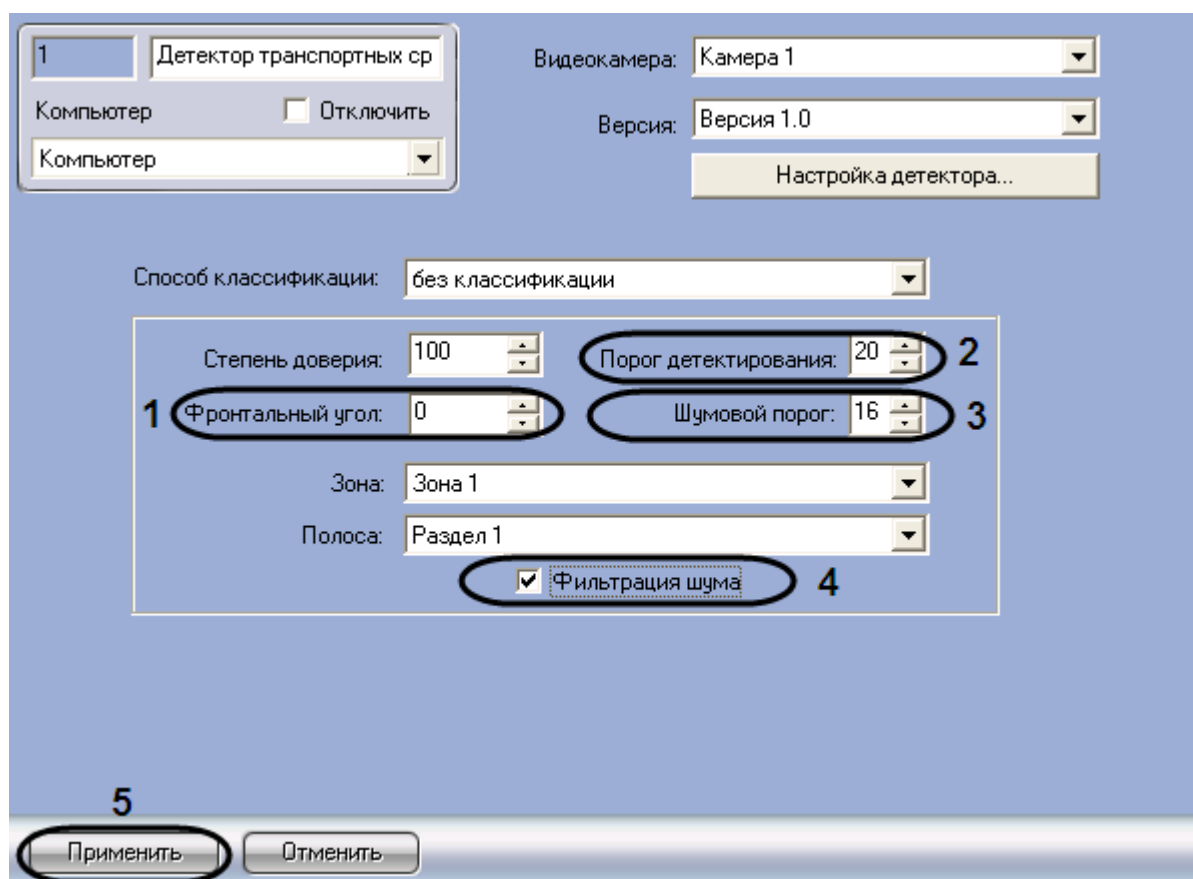 1 Детектор транспортных ср
Видеокамера: Камера 1
Компьютер Отключить
Версия: Версия 1.0
Компьютер
Настройка детектора...
Способ классификации: без классификации
Степень доверия: 100 Порог детектирования: 20 2
1 Фронтальный угол: 0 Шумовой порог: 16 3
Зона: Зона 1
Полоса: Раздел 1
Фильтрация шума 4
5
Применить Отменить